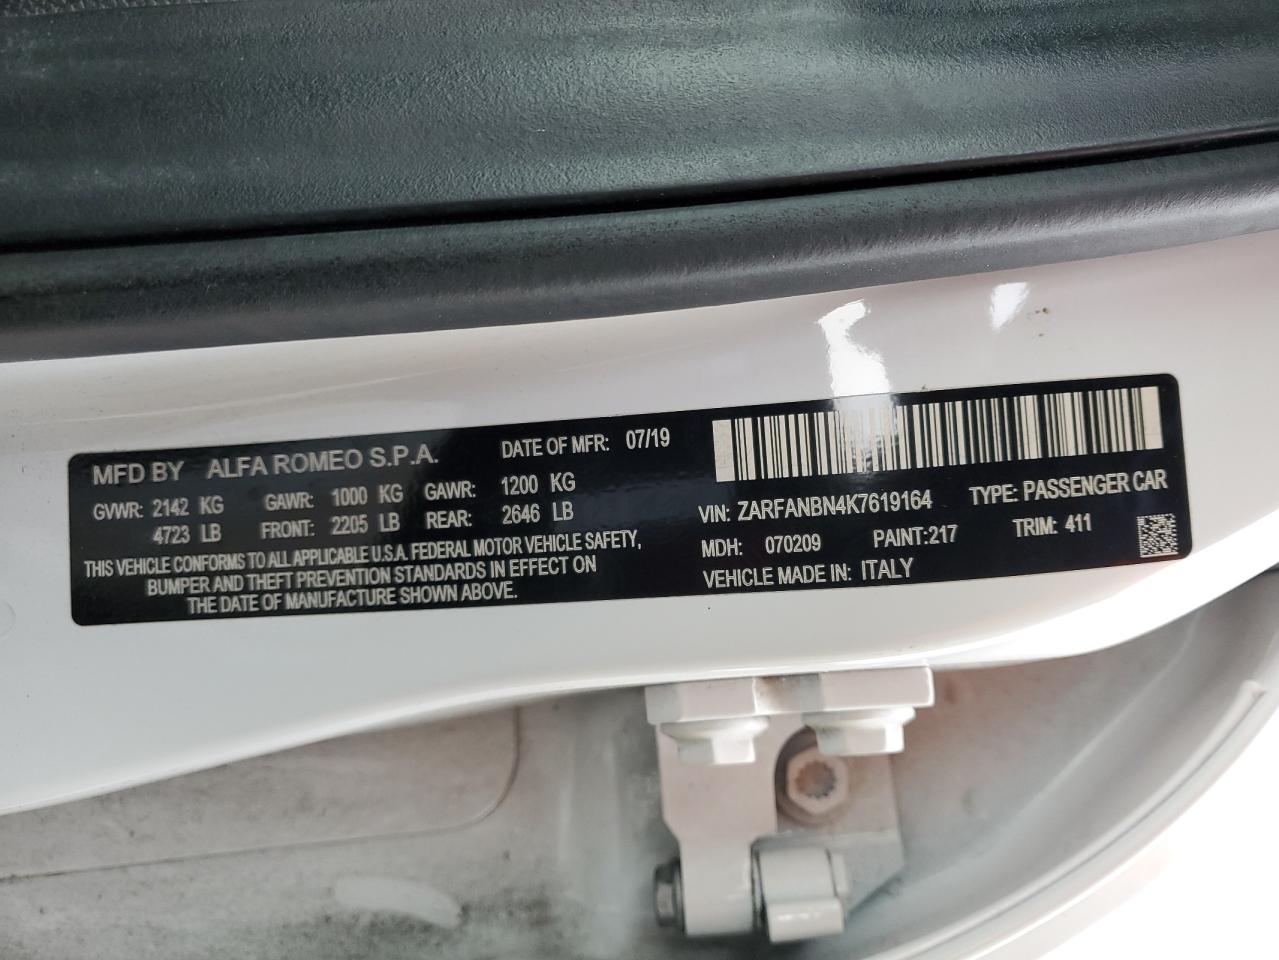 MFD BY ALFA ROMEO S.P.A. DATE OF MFR: 07/19
GVWR: 2142 KG GAWR: 1000 KG GAWR: 1200 KG
4723 LB FRONT: 2205 LB REAR: 2646 LB
THIS VEHICLE CONFORMS TO ALL APPLICABLE U.S.A. FEDERAL MOTOR VEHICLE SAFETY,
BUMPER AND THEFT PREVENTION STANDARDS IN EFFECT ON
THE DATE OF MANUFACTURE SHOWN ABOVE.
VIN: ZARFANBN4K7619164 TYPE: PASSENGER CAR
MDH: 070209 PAINT: 217 TRIM: 411
VEHICLE MADE IN: ITALY